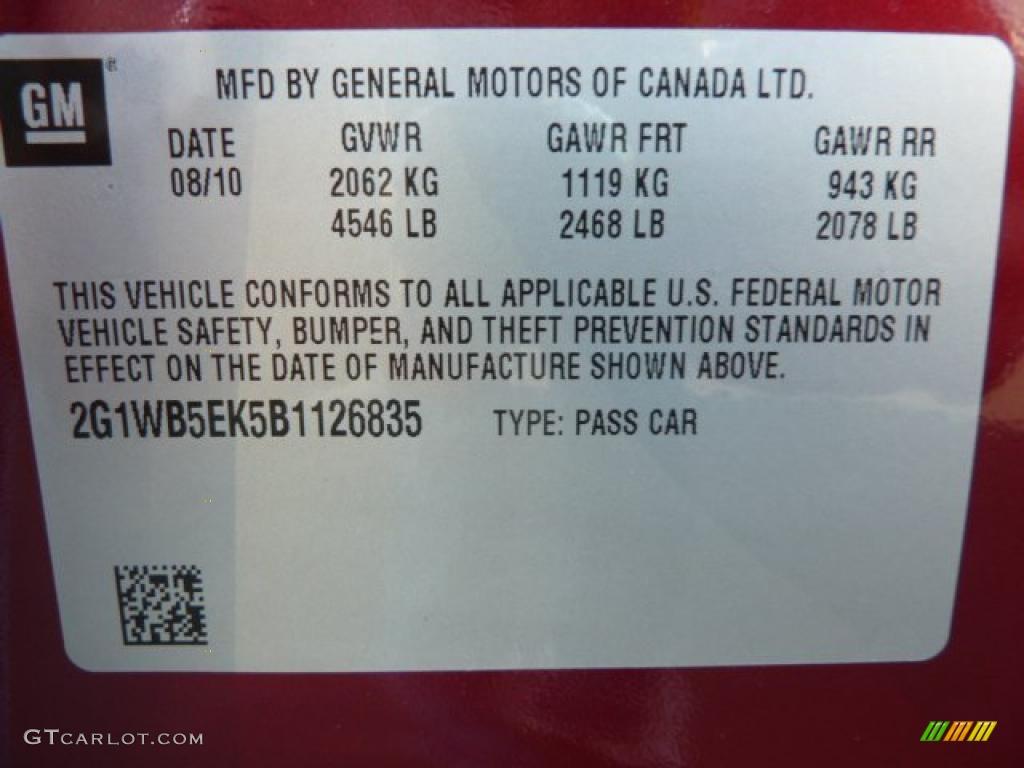 GM®
MFD BY GENERAL MOTORS OF CANADA LTD.
DATE GVWR GAWR FRT GAWR RR
08/10 2062 KG 1119 KG 943 KG
4546 LB 2468 LB 2078 LB
THIS VEHICLE CONFORMS TO ALL APPLICABLE U.S. FEDERAL MOTOR
VEHICLE SAFETY, BUMPER, AND THEFT PREVENTION STANDARDS IN
EFFECT ON THE DATE OF MANUFACTURE SHOWN ABOVE.
2G1WB5EK5B1126835 TYPE: PASS CAR
GTCARLOT.COM